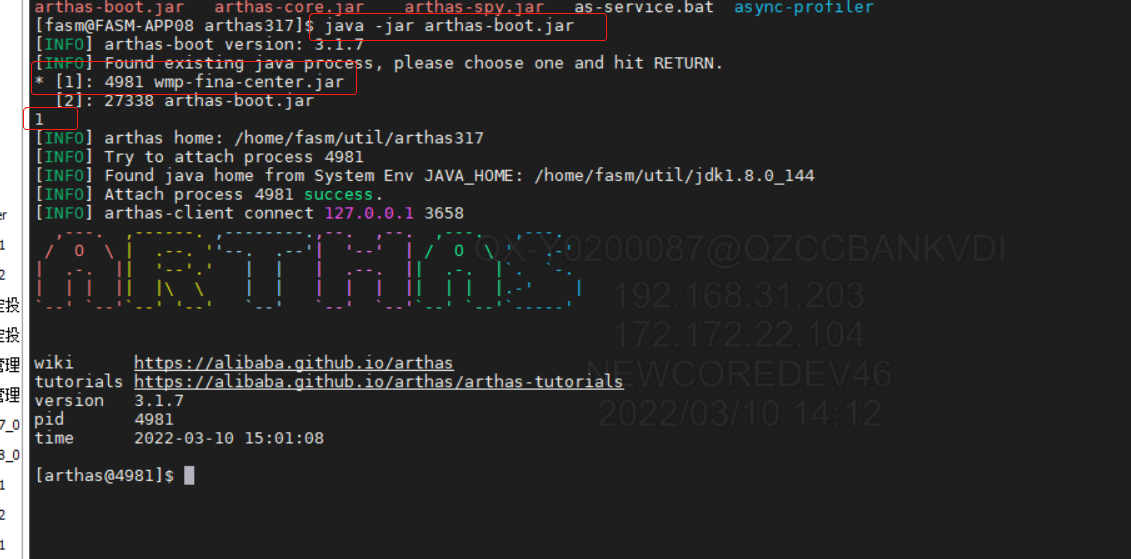 arthas-boot.jar arthas-core.jar arthas-spy.jar as-service.bat async-profiler
[fasm@FASM-APP08 arthas317]$ java -jar arthas-boot.jar
[INFO] arthas-boot version: 3.1.7
[INFO] Found existing java process, please choose one and hit RETURN.
* [1]: 4981 wmp-fina-center.jar
[2]: 27338 arthas-boot.jar
1
[INFO] arthas home: /home/fasm/util/arthas317
[INFO] Try to attach process 4981
[INFO] Found java home from System Env JAVA_HOME: /home/fasm/util/jdk1.8.0_144
[INFO] Attach process 4981 success.
[INFO] arthas-client connect 127.0.0.1 3658
ARTHAS
QX-Y0200087@QZCCBANKVDI
192.168.31.203
172.172.22.104
NEWCOREDEV46
2022/03/10 14:12
wiki https://alibaba.github.io/arthas
tutorials https://alibaba.github.io/arthas/arthas-tutorials
version 3.1.7
pid 4981
time 2022-03-10 15:01:08
[arthas@4981]$
er
1
2
定投
定投
管理
管理
7_0
8_0
1
2
1